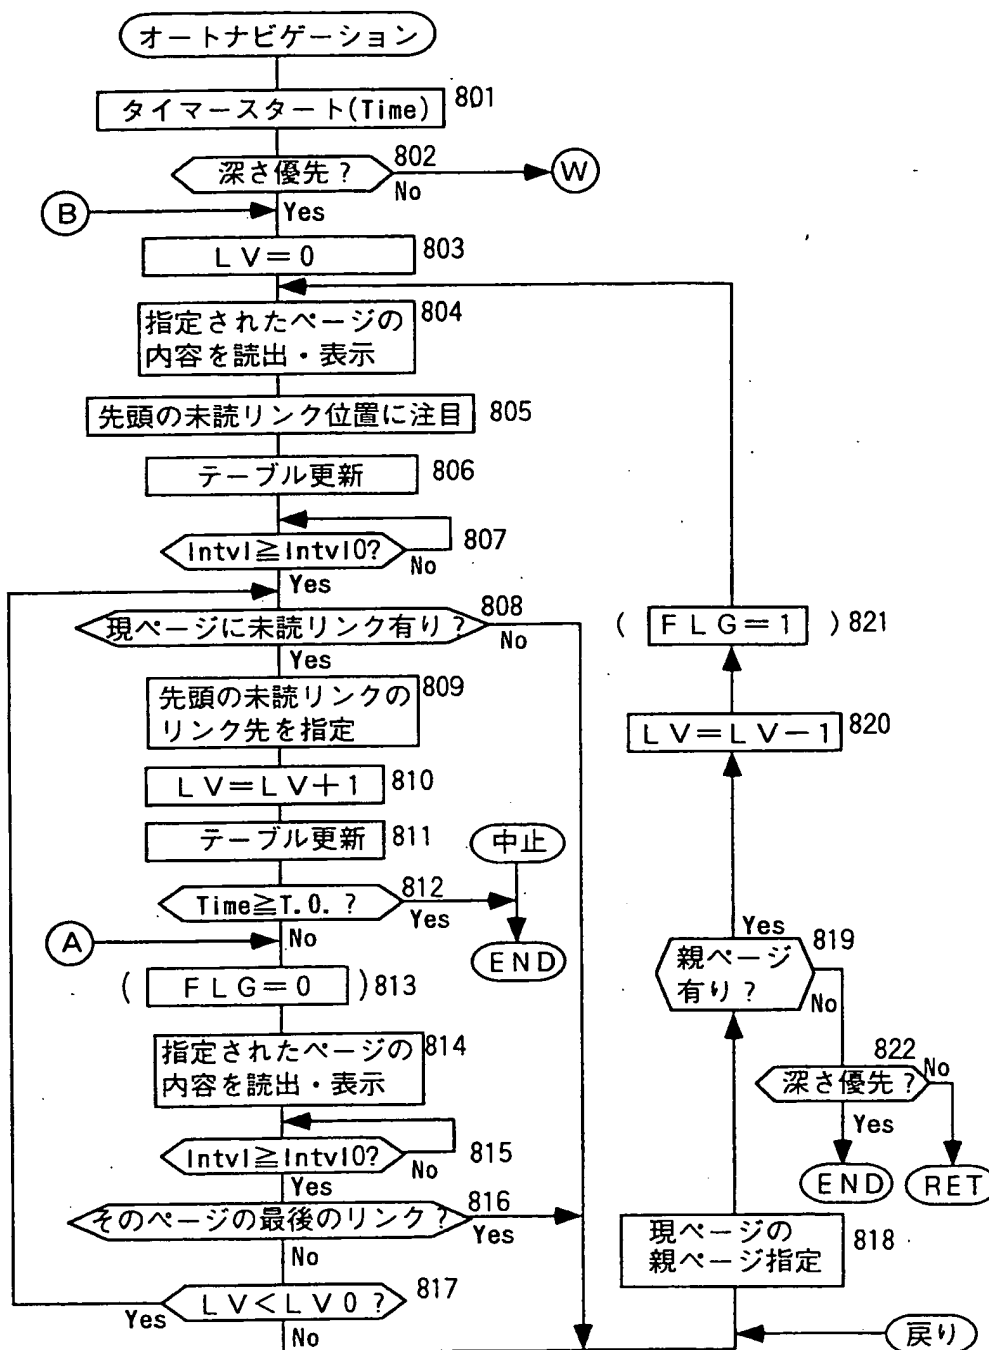 オートナビゲーション
タイマースタート(Time) 801
深さ優先？ 802
No
W
B
Yes
LV＝0 803
指定されたページの 804
内容を読出・表示
先頭の未読リンク位置に注目 805
テーブル更新 806
Intvl≧Intvl0? 807
No
Yes
現ページに未読リンク有り？ 808
No
Yes
先頭の未読リンクの 809
リンク先を指定
LV＝LV＋1 810
テーブル更新 811
Time≧T.O.？ 812
Yes
中止
END
No
A
(FLG＝0)813
指定されたページの 814
内容を読出・表示
Intvl≧Intvl0? 815
No
Yes
そのページの最後のリンク？ 816
Yes
No
LV＜LV0？ 817
Yes
No
戻り
現ページの 818
親ページ指定
親ページ 819
有り？
Yes
No
深さ優先？ 822
No
Yes
END
RET
LV＝LV－1 820
(FLG＝1)821